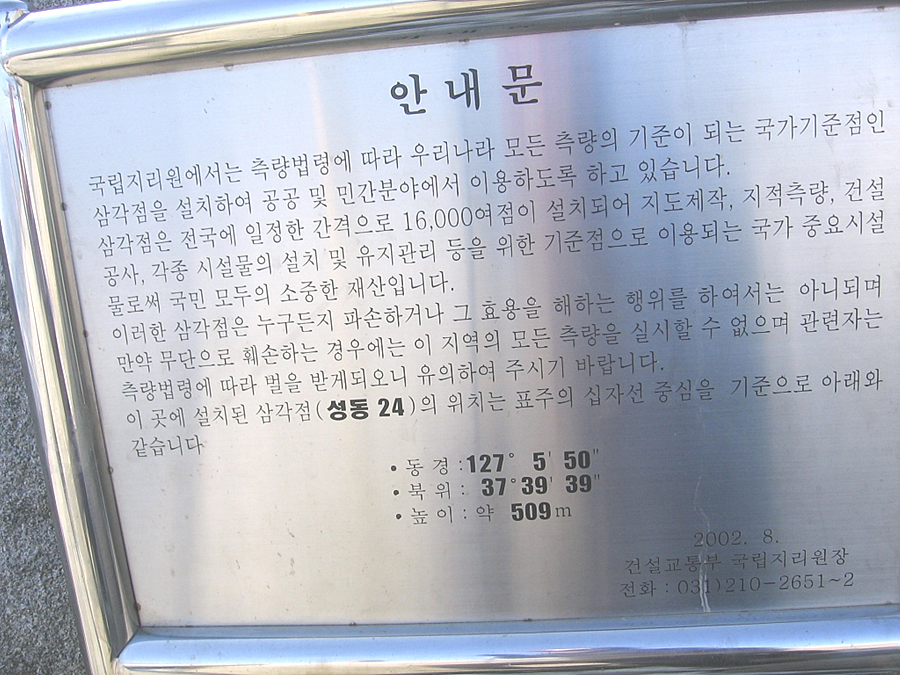 안 내 문
국립지리원에서는 측량법령에 따라 우리나라 모든 측량의 기준이 되는 국가기준점인
삼각점을 설치하여 공공 및 민간분야에서 이용하도록 하고 있습니다.
삼각점은 전국에 일정한 간격으로 16,000여점이 설치되어 지도제작, 지적측량, 건설
공사, 각종 시설물의 설치 및 유지관리 등을 위한 기준점으로 이용되는 국가 중요시설
물로써 국민 모두의 소중한 재산입니다.
이러한 삼각점은 누구든지 파손하거나 그 효용을 해하는 행위를 하여서는 아니되며
만약 무단으로 훼손하는 경우에는 이 지역의 모든 측량을 실시할 수 없으며 관련자는
측량법령에 따라 벌을 받게되오니 유의하여 주시기 바랍니다.
이 곳에 설치된 삼각점(성동 24)의 위치는 표주의 십자선 중심을 기준으로 아래와
같습니다
• 동 경 : 127° 5' 50"
• 북 위 : 37° 39' 39"
• 높 이 : 약 509m
2002. 8.
건설교통부 국립지리원장
전화 : 031)210-2651~2